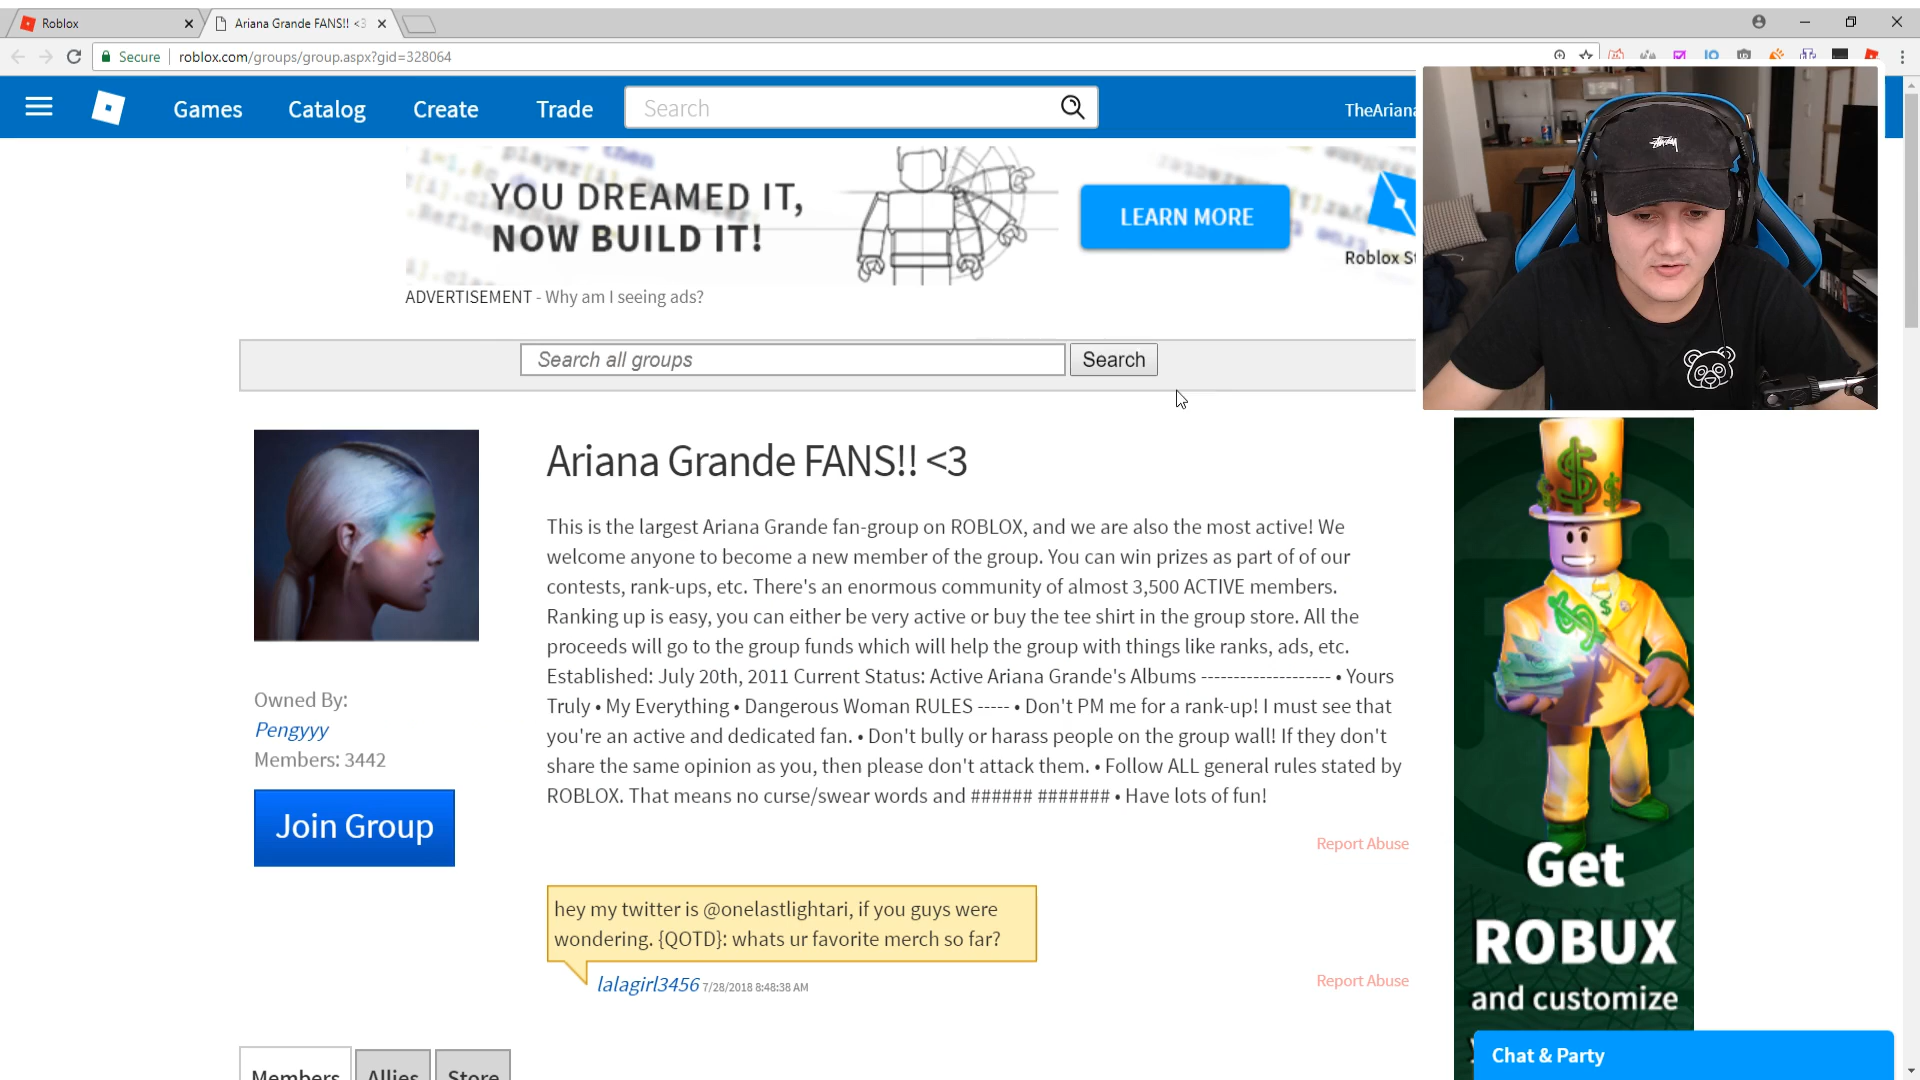 Roblox
Ariana Grande FANS!! <3
Secure
roblox.com/groups/group.aspx?gid=328064
Games
Catalog
Create
Trade
Search
TheAriana
YOU DREAMED IT,
NOW BUILD IT!
LEARN MORE
Roblox St
ADVERTISEMENT - Why am I seeing ads?
Search all groups
Search
Ariana Grande FANS!! <3
This is the largest Ariana Grande fan-group on ROBLOX, and we are also the most active! We
welcome anyone to become a new member of the group. You can win prizes as part of of our
contests, rank-ups, etc. There's an enormous community of almost 3,500 ACTIVE members.
Ranking up is easy, you can either be very active or buy the tee shirt in the group store. All the
proceeds will go to the group funds which will help the group with things like ranks, ads, etc.
Established: July 20th, 2011 Current Status: Active Ariana Grande's Albums -------------------- • Yours
Truly • My Everything • Dangerous Woman RULES ----- • Don't PM me for a rank-up! I must see that
you're an active and dedicated fan. • Don't bully or harass people on the group wall! If they don't
share the same opinion as you, then please don't attack them. • Follow ALL general rules stated by
ROBLOX. That means no curse/swear words and ###### ####### • Have lots of fun!
Owned By:
Pengyyy
Members: 3442
Join Group
Report Abuse
hey my twitter is @onelastlightari, if you guys were
wondering. {QOTD}: whats ur favorite merch so far?
lalagirl3456 7/28/2018 8:48:38 AM
Report Abuse
Get
ROBUX
and customize
Chat & Party
Members
Allies
Store